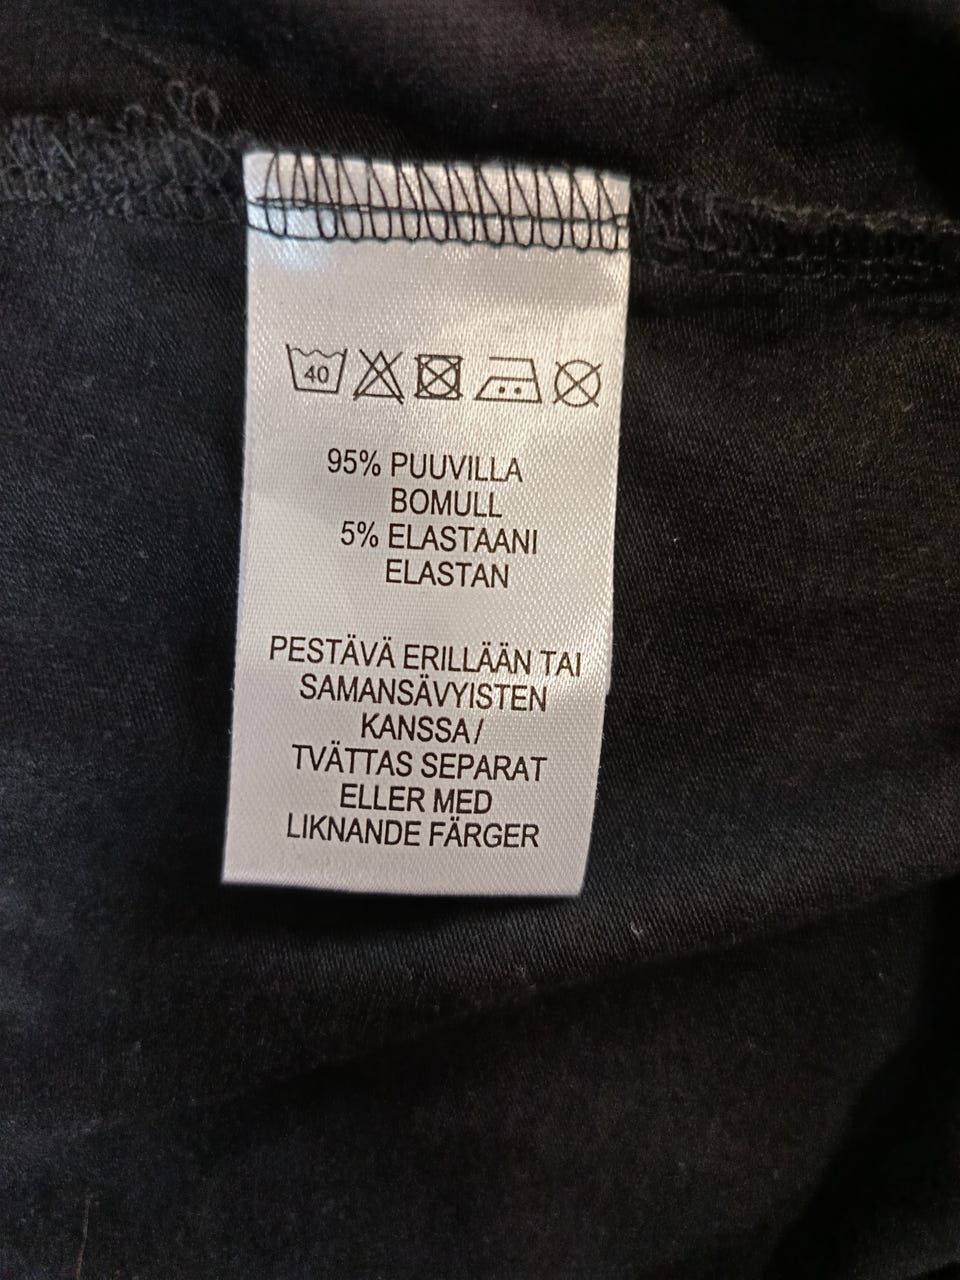 40
95% PUUVILLA
BOMULL
5% ELASTAANI
ELASTAN
PESTÄVÄ ERILLÄÄN TAI
SAMANSÄVYISTEN
KANSSA/
TVÄTTAS SEPARAT
ELLER MED
LIKNANDE FÄRGER